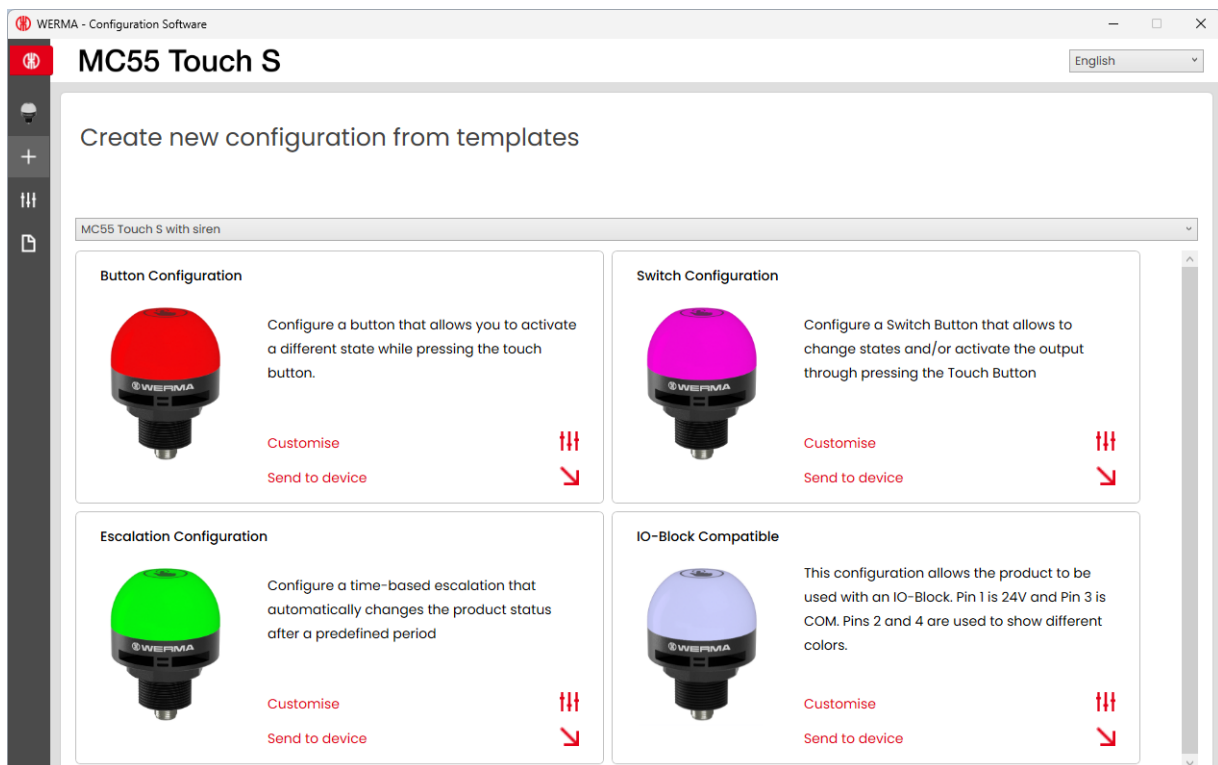 WERMA - Configuration Software
MC55 Touch S
English
Create new configuration from templates
MC55 Touch S with siren
Button Configuration
Configure a button that allows you to activate
a different state while pressing the touch
button.
WERMA
Customise
Send to device
Switch Configuration
Configure a Switch Button that allows to
change states and/or activate the output
through pressing the Touch Button
WERMA
Customise
Send to device
Escalation Configuration
Configure a time-based escalation that
automatically changes the product status
after a predefined period
WERMA
Customise
Send to device
IO-Block Compatible
This configuration allows the product to be
used with an IO-Block. Pin 1 is 24V and Pin 3 is
COM. Pins 2 and 4 are used to show different
colors.
WERMA
Customise
Send to device